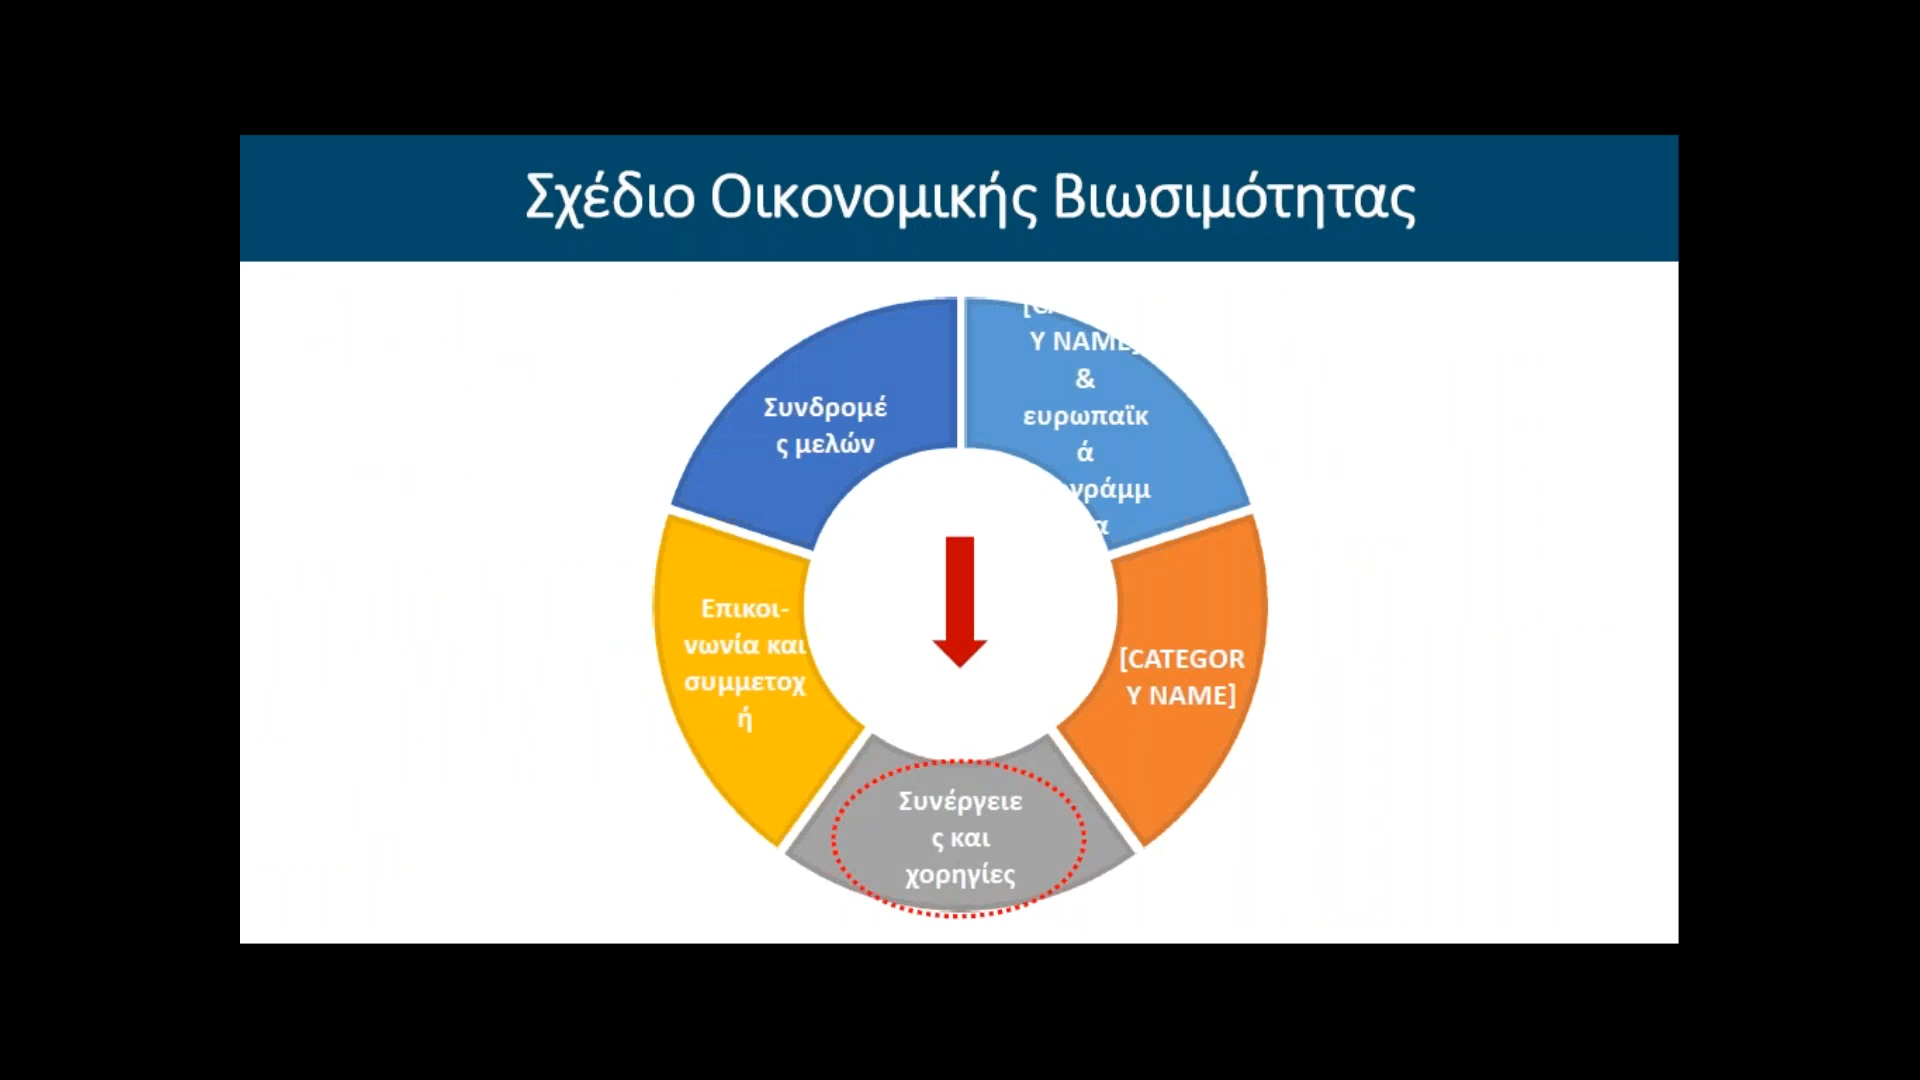 Σχέδιο Οικονομικής Βιωσιμότητας
Y NAME]
&
ευρωπαϊκ
ά
Συνδρομέ
ς μελών
Επικοι-
νωνία και
συμμετοχ
ή
[CATEGOR
Y NAME]
Συνέργειε
ς και
χορηγίες